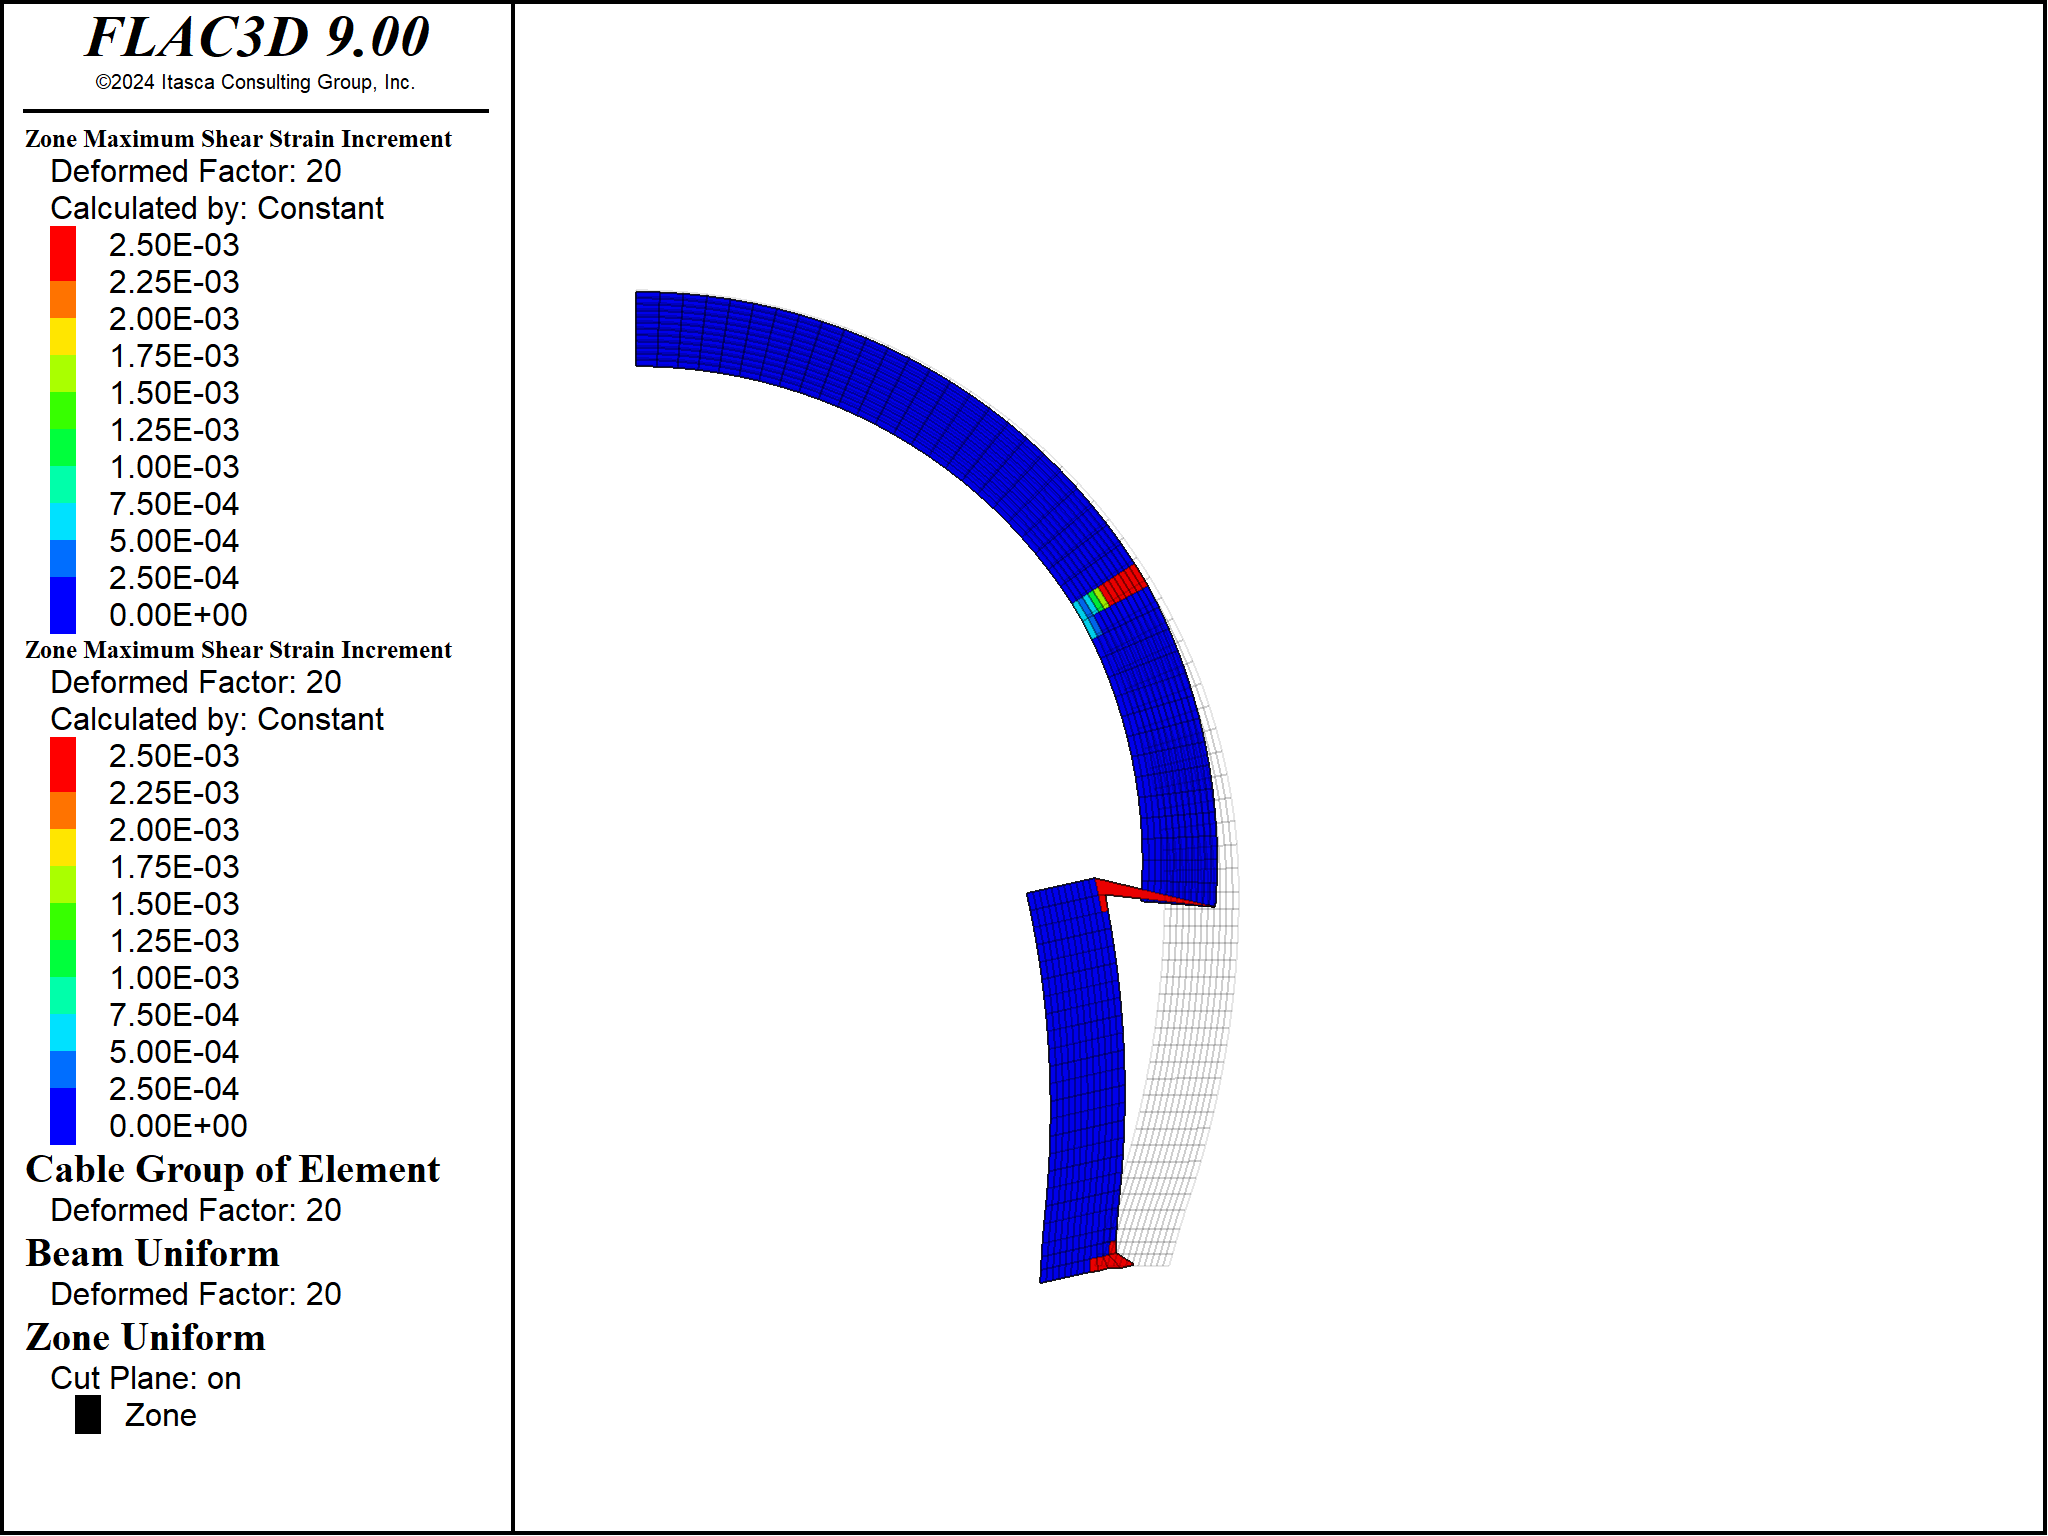 FLAC3D 9.00
©2024 Itasca Consulting Group, Inc.
Zone Maximum Shear Strain Increment
Deformed Factor: 20
Calculated by: Constant
2.50E-03
2.25E-03
2.00E-03
1.75E-03
1.50E-03
1.25E-03
1.00E-03
7.50E-04
5.00E-04
2.50E-04
0.00E+00
Zone Maximum Shear Strain Increment
Deformed Factor: 20
Calculated by: Constant
2.50E-03
2.25E-03
2.00E-03
1.75E-03
1.50E-03
1.25E-03
1.00E-03
7.50E-04
5.00E-04
2.50E-04
0.00E+00
Cable Group of Element
Deformed Factor: 20
Beam Uniform
Deformed Factor: 20
Zone Uniform
Cut Plane: on
Zone